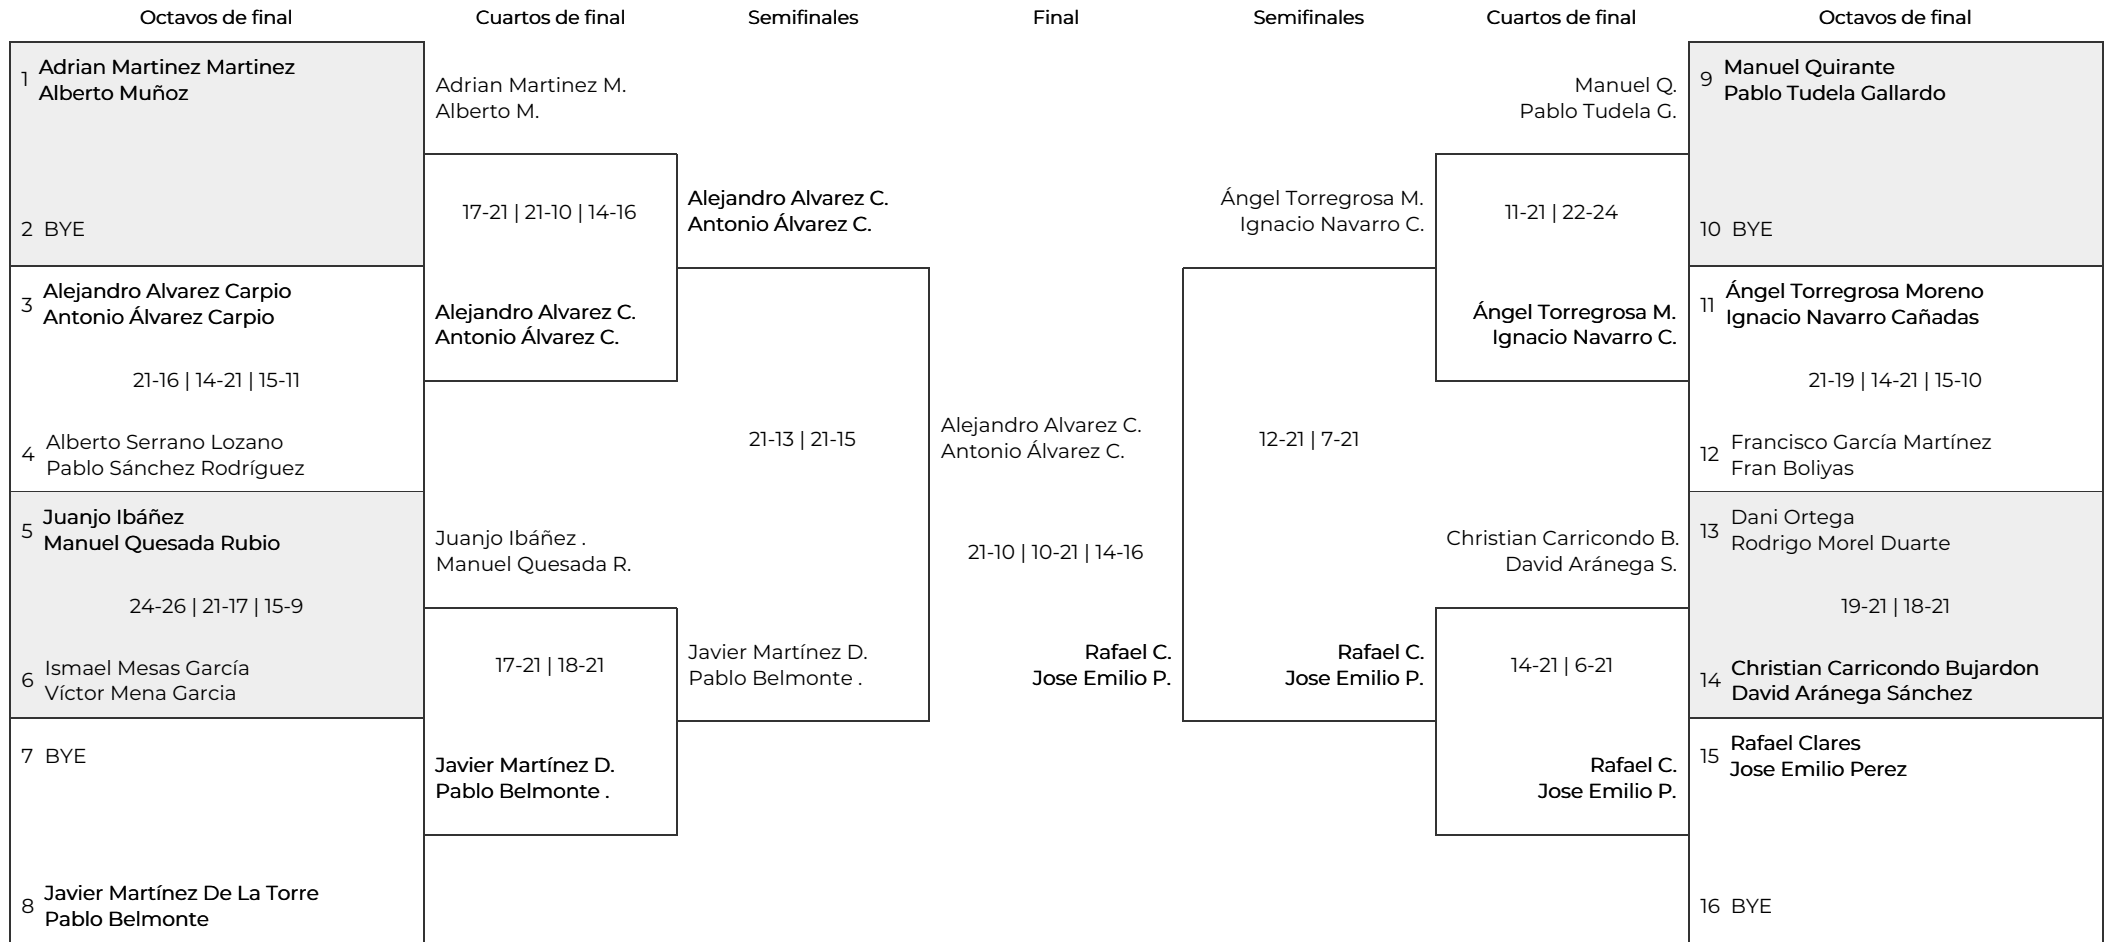 Octavos de final
Cuartos de final
Semifinales
Final
Semifinales
Cuartos de final
Octavos de final
1
Adrian Martinez Martinez
Alberto Muñoz
2 BYE
3
Alejandro Alvarez Carpio
Antonio Álvarez Carpio
21-16 | 14-21 | 15-11
4
Alberto Serrano Lozano
Pablo Sánchez Rodríguez
5
Juanjo Ibáñez
Manuel Quesada Rubio
24-26 | 21-17 | 15-9
6
Ismael Mesas García
Víctor Mena Garcia
7 BYE
8
Javier Martínez De La Torre
Pablo Belmonte
Adrian Martinez M.
Alberto M.
17-21 | 21-10 | 14-16
Alejandro Alvarez C.
Antonio Álvarez C.
Juanjo Ibáñez .
Manuel Quesada R.
17-21 | 18-21
Javier Martínez D.
Pablo Belmonte .
Alejandro Alvarez C.
Antonio Álvarez C.
21-13 | 21-15
Javier Martínez D.
Pablo Belmonte .
Alejandro Alvarez C.
Antonio Álvarez C.
21-10 | 10-21 | 14-16
Rafael C.
Jose Emilio P.
Ángel Torregrosa M.
Ignacio Navarro C.
12-21 | 7-21
Rafael C.
Jose Emilio P.
Manuel Q.
Pablo Tudela G.
11-21 | 22-24
Ángel Torregrosa M.
Ignacio Navarro C.
Christian Carricondo B.
David Aránega S.
14-21 | 6-21
Rafael C.
Jose Emilio P.
9
Manuel Quirante
Pablo Tudela Gallardo
10 BYE
11
Ángel Torregrosa Moreno
Ignacio Navarro Cañadas
21-19 | 14-21 | 15-10
12
Francisco García Martínez
Fran Boliyas
13
Dani Ortega
Rodrigo Morel Duarte
19-21 | 18-21
14
Christian Carricondo Bujardon
David Aránega Sánchez
15
Rafael Clares
Jose Emilio Perez
16 BYE